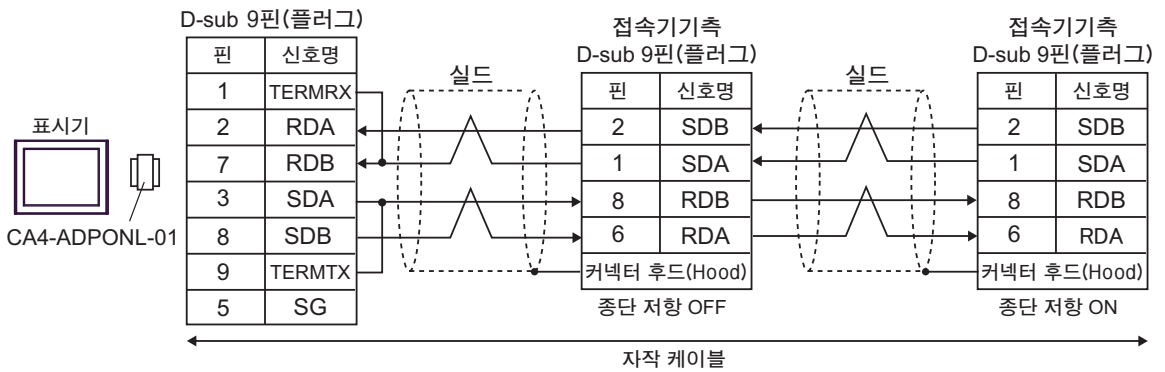 D-sub 9핀(플러그)
핀 신호명
1 TERMRX
2 RDA
7 RDB
3 SDA
8 SDB
9 TERMTX
5 SG
표시기
CA4-ADPONL-01
실드
접속기기측
D-sub 9핀(플러그)
핀 신호명
2 SDB
1 SDA
8 RDB
6 RDA
커넥터 후드(Hood)
종단 저항 OFF
실드
접속기기측
D-sub 9핀(플러그)
핀 신호명
2 SDB
1 SDA
8 RDB
6 RDA
커넥터 후드(Hood)
종단 저항 ON
자작 케이블